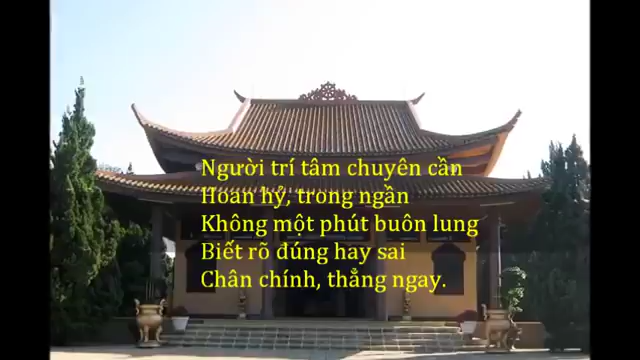 Người trí tâm chuyên cần
Hoan hỷ, trong ngần
Không một phút buôn lung
Biết rõ đúng hay sai
Chân chính, thẳng ngay.